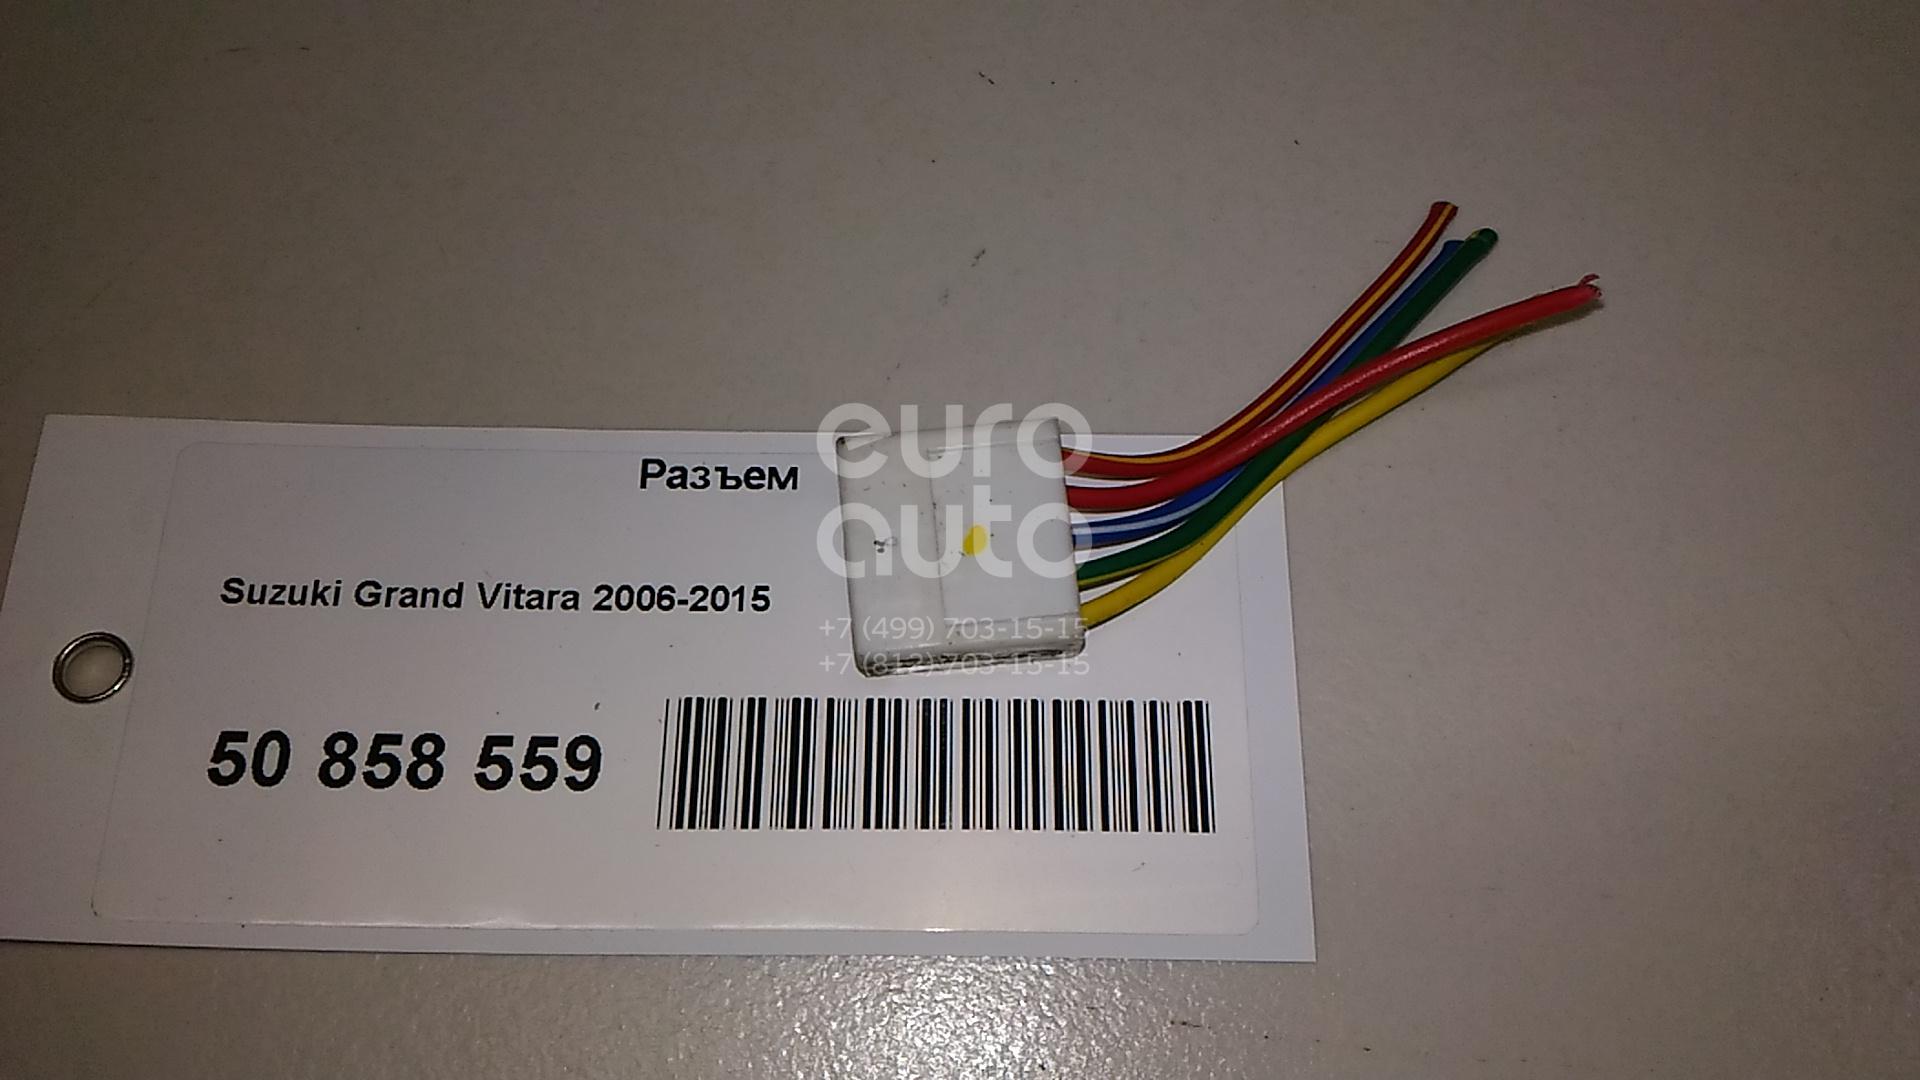 Разъем
euro
auto
Suzuki Grand Vitara 2006-2015
+7 (499) 703-15-15
+7 (812) 703-15-15
50 858 559